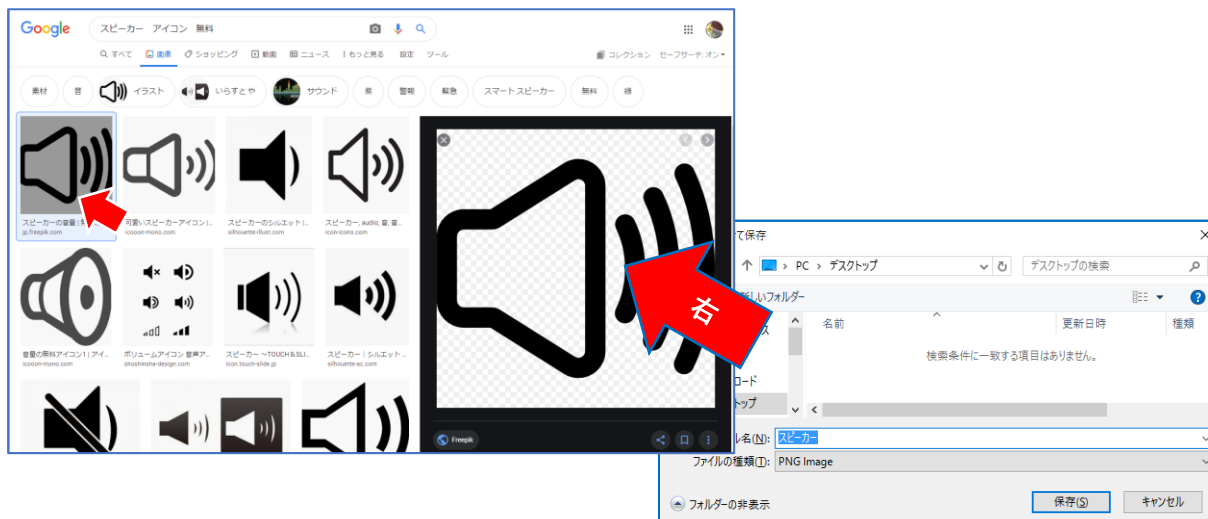 Google
スピーカー アイコン 無料
すべて 画像 ショッピング 動画 ニュース もっと見る 設定 ツール
コレクション セーフサーチ: オン
素材 音 イラスト いらすとや サウンド 紫 警報 緊急 スマート スピーカー 無料 緑
スピーカーの音量 |
jp.freepik.com
可愛いスピーカーアイコン |..
icooon-mono.com
スピーカーのシルエット |..
silhouette-illust.com
スピーカー, audio, 音, 音..
icon-icons.com
音量の無料アイコン1 | アイ..
icooon-mono.com
ボリュームアイコン 音声ア..
shoshinsha-design.com
スピーカー ～TOUCH & SLI..
icon.touch-slide.jp
スピーカー | シルエット ..
silhouette-ac.com
Freepik
右
て保存
PC › デスクトップ
デスクトップの検索
新しいフォルダー
名前 更新日時 種類
検索条件に一致する項目はありません。
ロード
トップ
ル名(N): スピーカー
ファイルの種類(T): PNG Image
フォルダーの非表示
保存(S) キャンセル